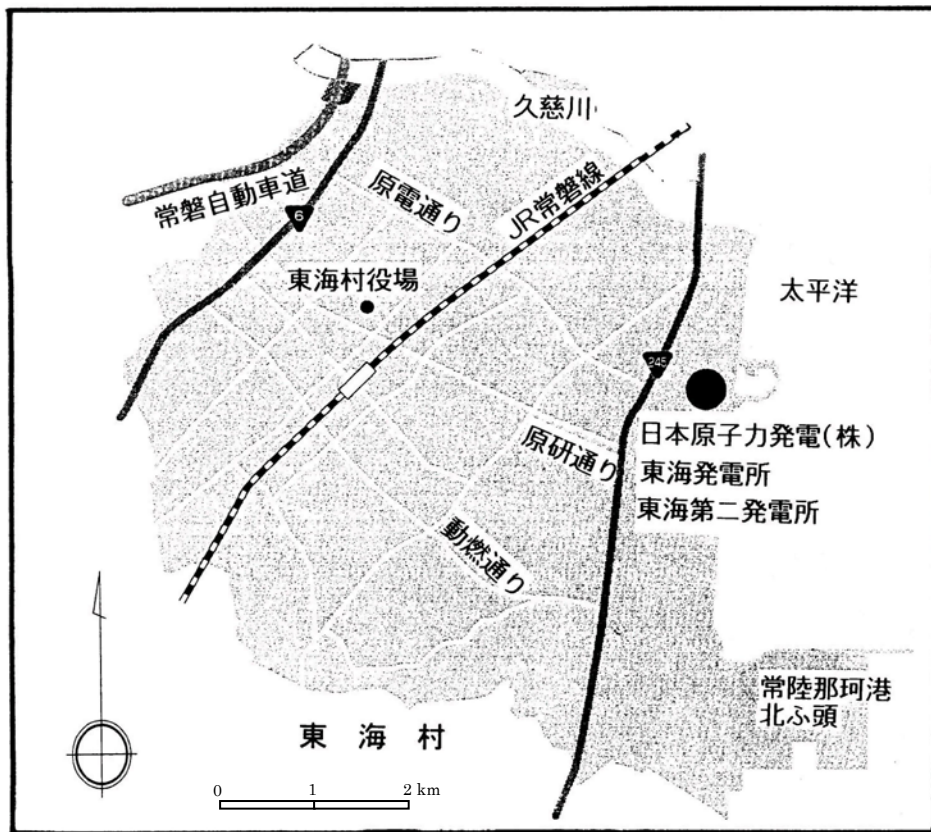 久慈川
常磐自動車道
6
原電通り
JR常磐線
東海村役場
太平洋
245
日本原子力発電(株)
東海発電所
東海第二発電所
原研通り
動燃通り
常陸那珂港
北ふ頭
東海村
0 1 2 km